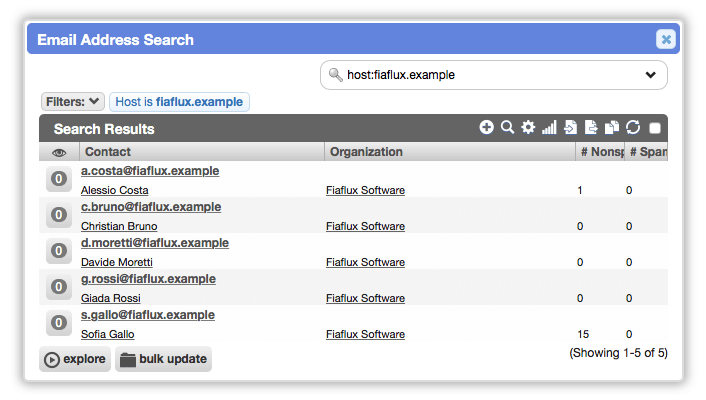 Email Address Search
host:fiaflux.example
Filters: Host is fiaflux.example
Search Results
Contact Organization # Nonsp # Span
0 a.costa@fiaflux.example
Alessio Costa Fiaflux Software 1 0
0 c.bruno@fiaflux.example
Christian Bruno Fiaflux Software 0 0
0 d.moretti@fiaflux.example
Davide Moretti Fiaflux Software 0 0
0 g.rossi@fiaflux.example
Giada Rossi Fiaflux Software 0 0
0 s.gallo@fiaflux.example
Sofia Gallo Fiaflux Software 15 0
explore bulk update (Showing 1-5 of 5)